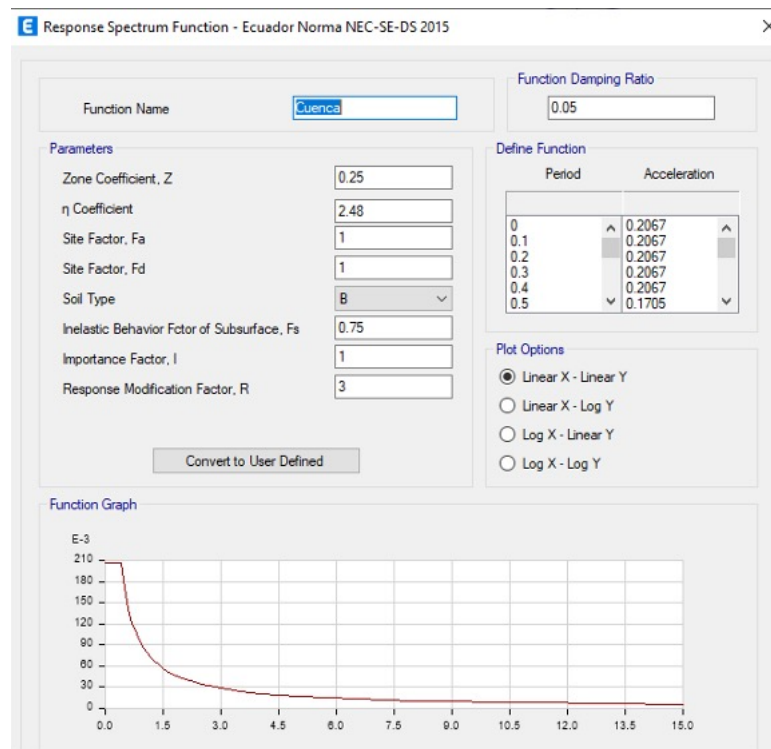 E Response Spectrum Function - Ecuador Norma NEC-SE-DS 2015
Function Name
Cuenca
Function Damping Ratio
0.05
Parameters
Zone Coefficient, Z 0.25
η Coefficient 2.48
Site Factor, Fa 1
Site Factor, Fd 1
Soil Type B
Inelastic Behavior Fctor of Subsurface, Fs 0.75
Importance Factor, I 1
Response Modification Factor, R 3
Convert to User Defined
Define Function
Period Acceleration
0 0.2067
0.1 0.2067
0.2 0.2067
0.3 0.2067
0.4 0.2067
0.5 0.1705
Plot Options
Linear X - Linear Y
Linear X - Log Y
Log X - Linear Y
Log X - Log Y
Function Graph
E-3
210
180
150
120
90
60
30
0
0.0 1.5 3.0 4.5 6.0 7.5 9.0 10.5 12.0 13.5 15.0